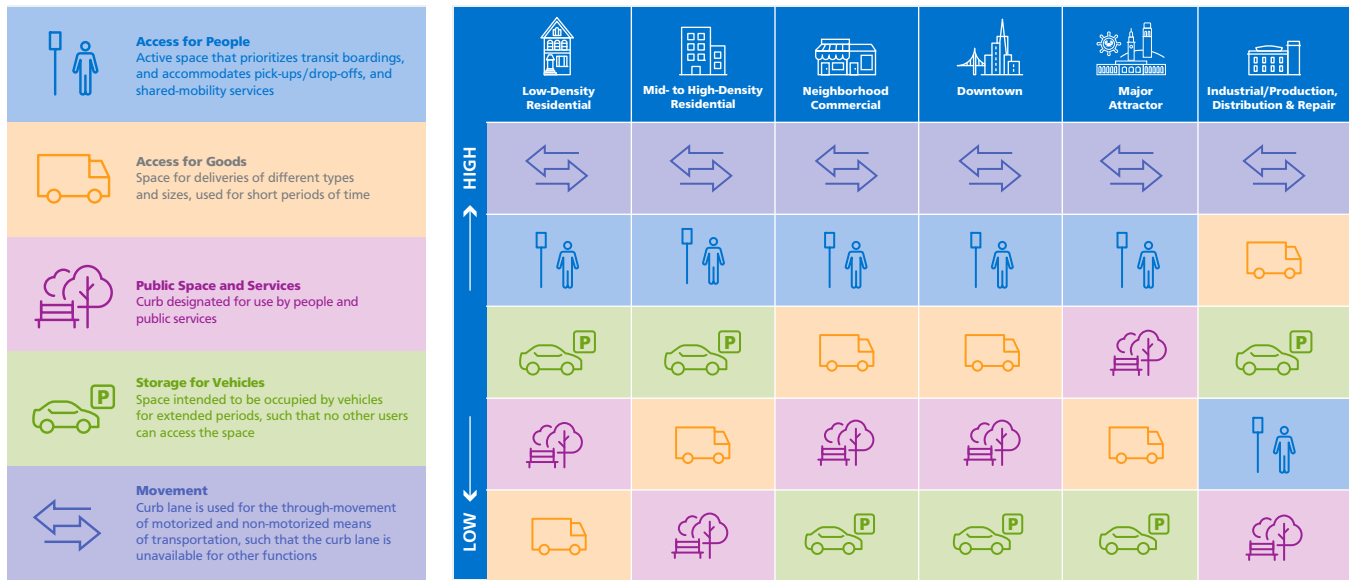 Access for People
Active space that prioritizes transit boardings,
and accommodates pick-ups/drop-offs, and
shared-mobility services
Access for Goods
Space for deliveries of different types
and sizes, used for short periods of time
Public Space and Services
Curb designated for use by people and
public services
Storage for Vehicles
Space intended to be occupied by vehicles
for extended periods, such that no other users
can access the space
P
Movement
Curb lane is used for the through-movement
of motorized and non-motorized means
of transportation, such that the curb lane is
unavailable for other functions
Low-Density
Residential
Mid- to High-Density
Residential
Neighborhood
Commercial
Downtown
Major
Attractor
Industrial/Production,
Distribution & Repair
HIGH
P
P
P
LOW
P
P
P